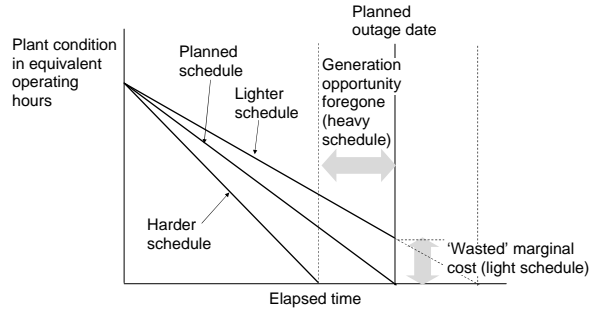 Planned
outage date
Plant condition
in equivalent
operating
hours
Planned
schedule
Lighter
schedule
Generation
opportunity
foregone
(heavy
schedule)
Harder
schedule
'Wasted' marginal
cost (light schedule)
Elapsed time